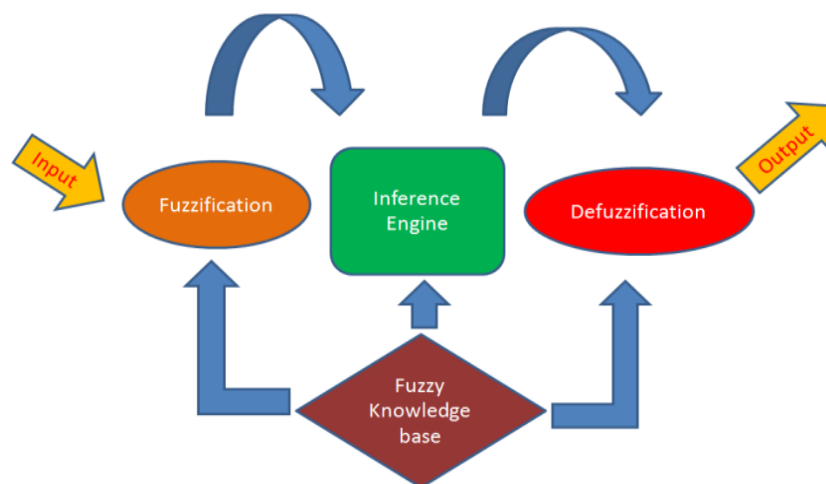 Input
Fuzzification
Inference
Engine
Defuzzification
Output
Fuzzy
Knowledge
base